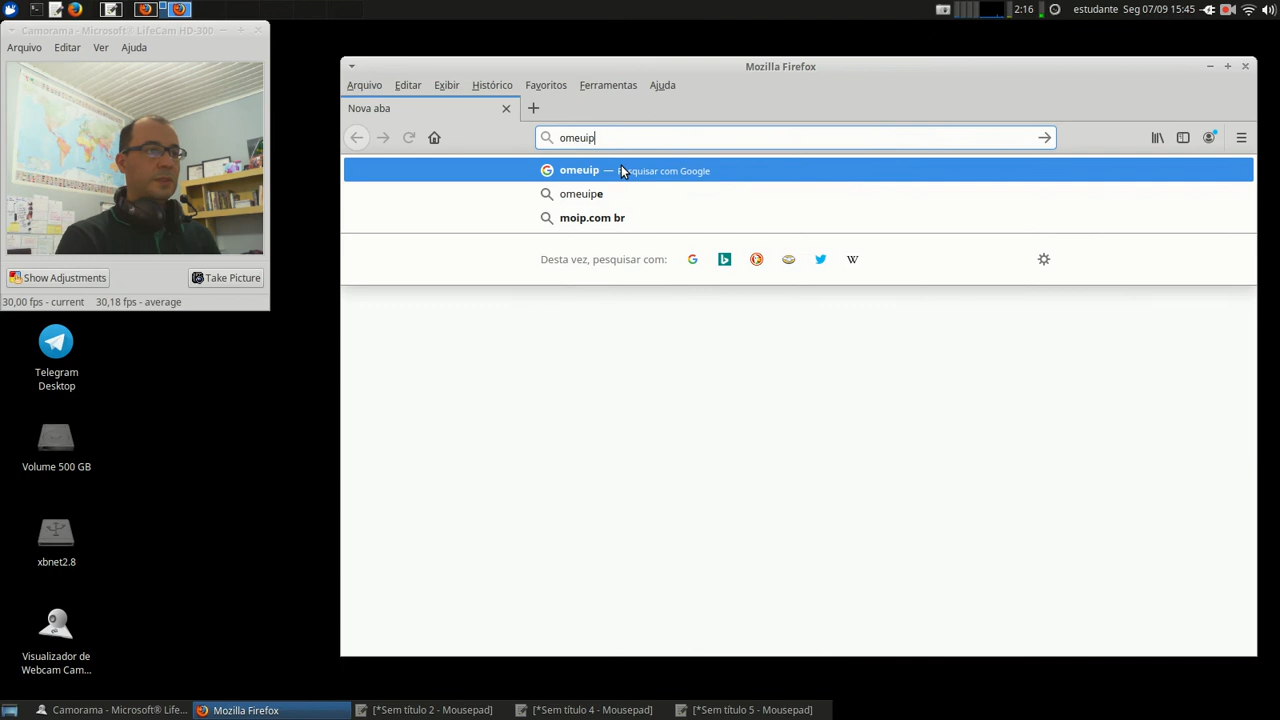 2:16
estudante Seg 07/09 15:45
Camorama - Microsoft® LifeCam HD-300
Arquivo Editar Ver Ajuda
Show Adjustments
Take Picture
30,00 fps - current 30,18 fps - average
Telegram
Desktop
Volume 500 GB
xbnet2.8
Visualizador de
Webcam Cam...
Mozilla Firefox
Arquivo Editar Exibir Histórico Favoritos Ferramentas Ajuda
Nova aba
omeuip
omeuip — Pesquisar com Google
omeuipe
moip.com br
Desta vez, pesquisar com:
Camorama - Microsoft® Life...
Mozilla Firefox
[*Sem título 2 - Mousepad]
[*Sem título 4 - Mousepad]
[*Sem título 5 - Mousepad]